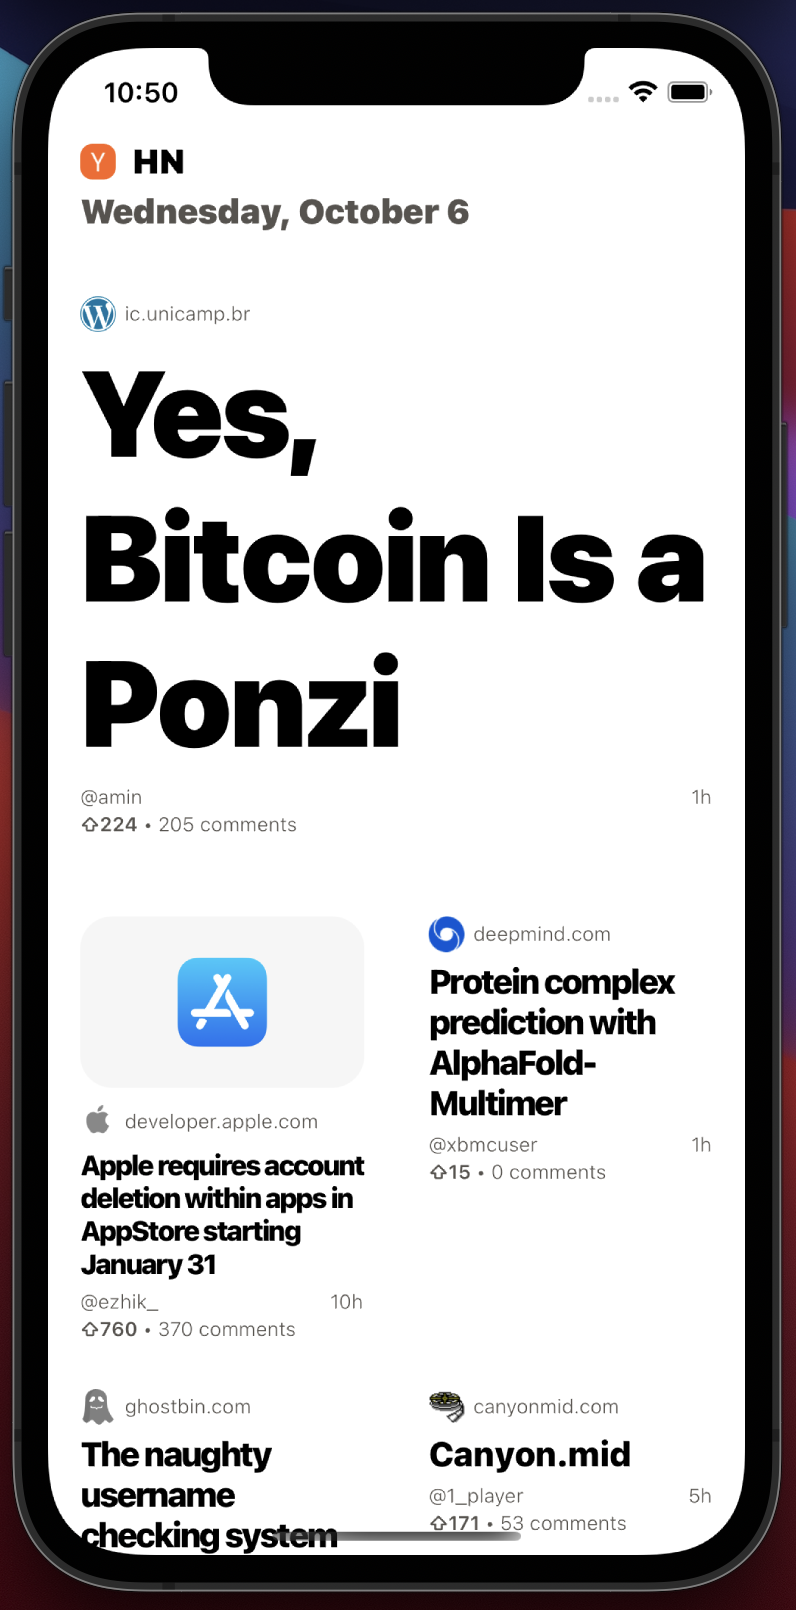 10:50
Y HN
Wednesday, October 6
ic.unicamp.br
Yes,
Bitcoin Is a
Ponzi
@amin 1h
224 • 205 comments
developer.apple.com
Apple requires account
deletion within apps in
AppStore starting
January 31
@ezhik_ 10h
760 • 370 comments
deepmind.com
Protein complex
prediction with
AlphaFold-
Multimer
@xbmcuser 1h
15 • 0 comments
ghostbin.com
The naughty
username
checking system
canyonmid.com
Canyon.mid
@1_player 5h
171 • 53 comments